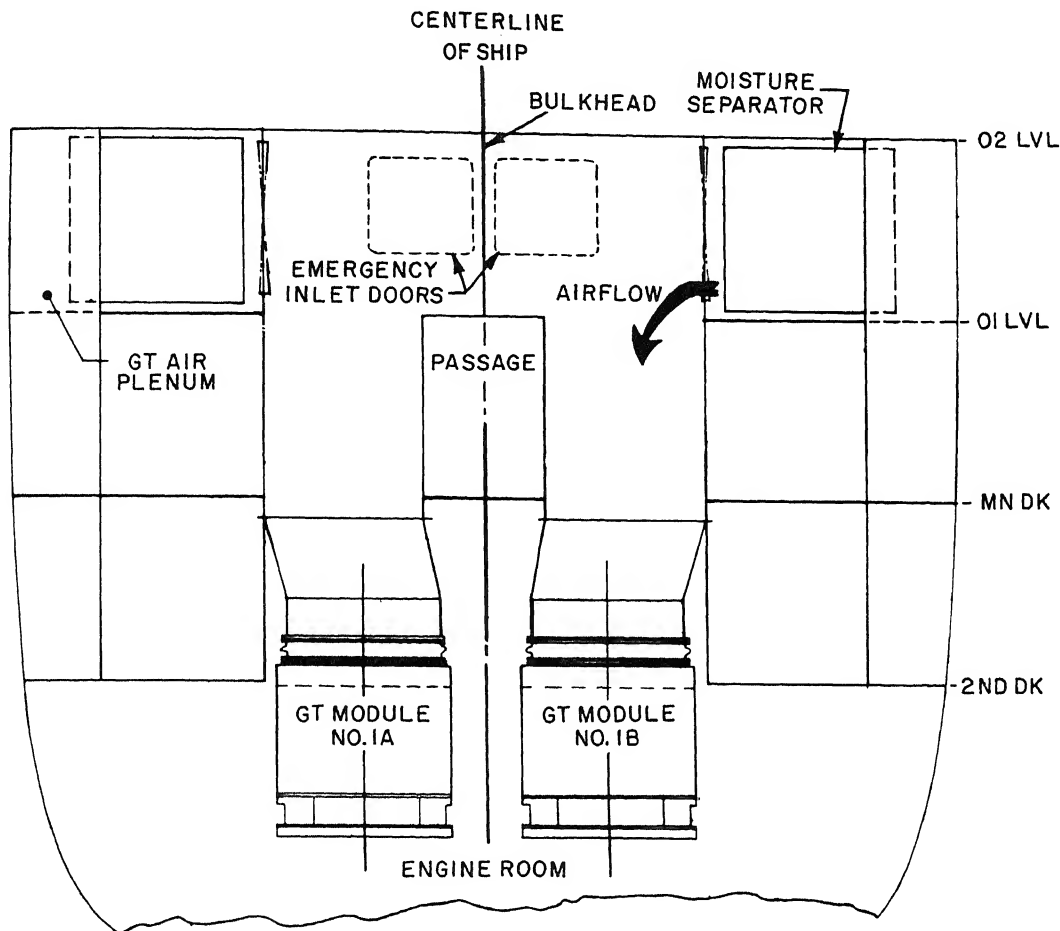 CENTERLINE
OF SHIP
BULKHEAD
MOISTURE
SEPARATOR
02 LVL
EMERGENCY
INLET DOORS
AIRFLOW
01 LVL
GT AIR
PLENUM
PASSAGE
MN DK
2ND DK
GT MODULE
NO. 1A
GT MODULE
NO. 1B
ENGINE ROOM